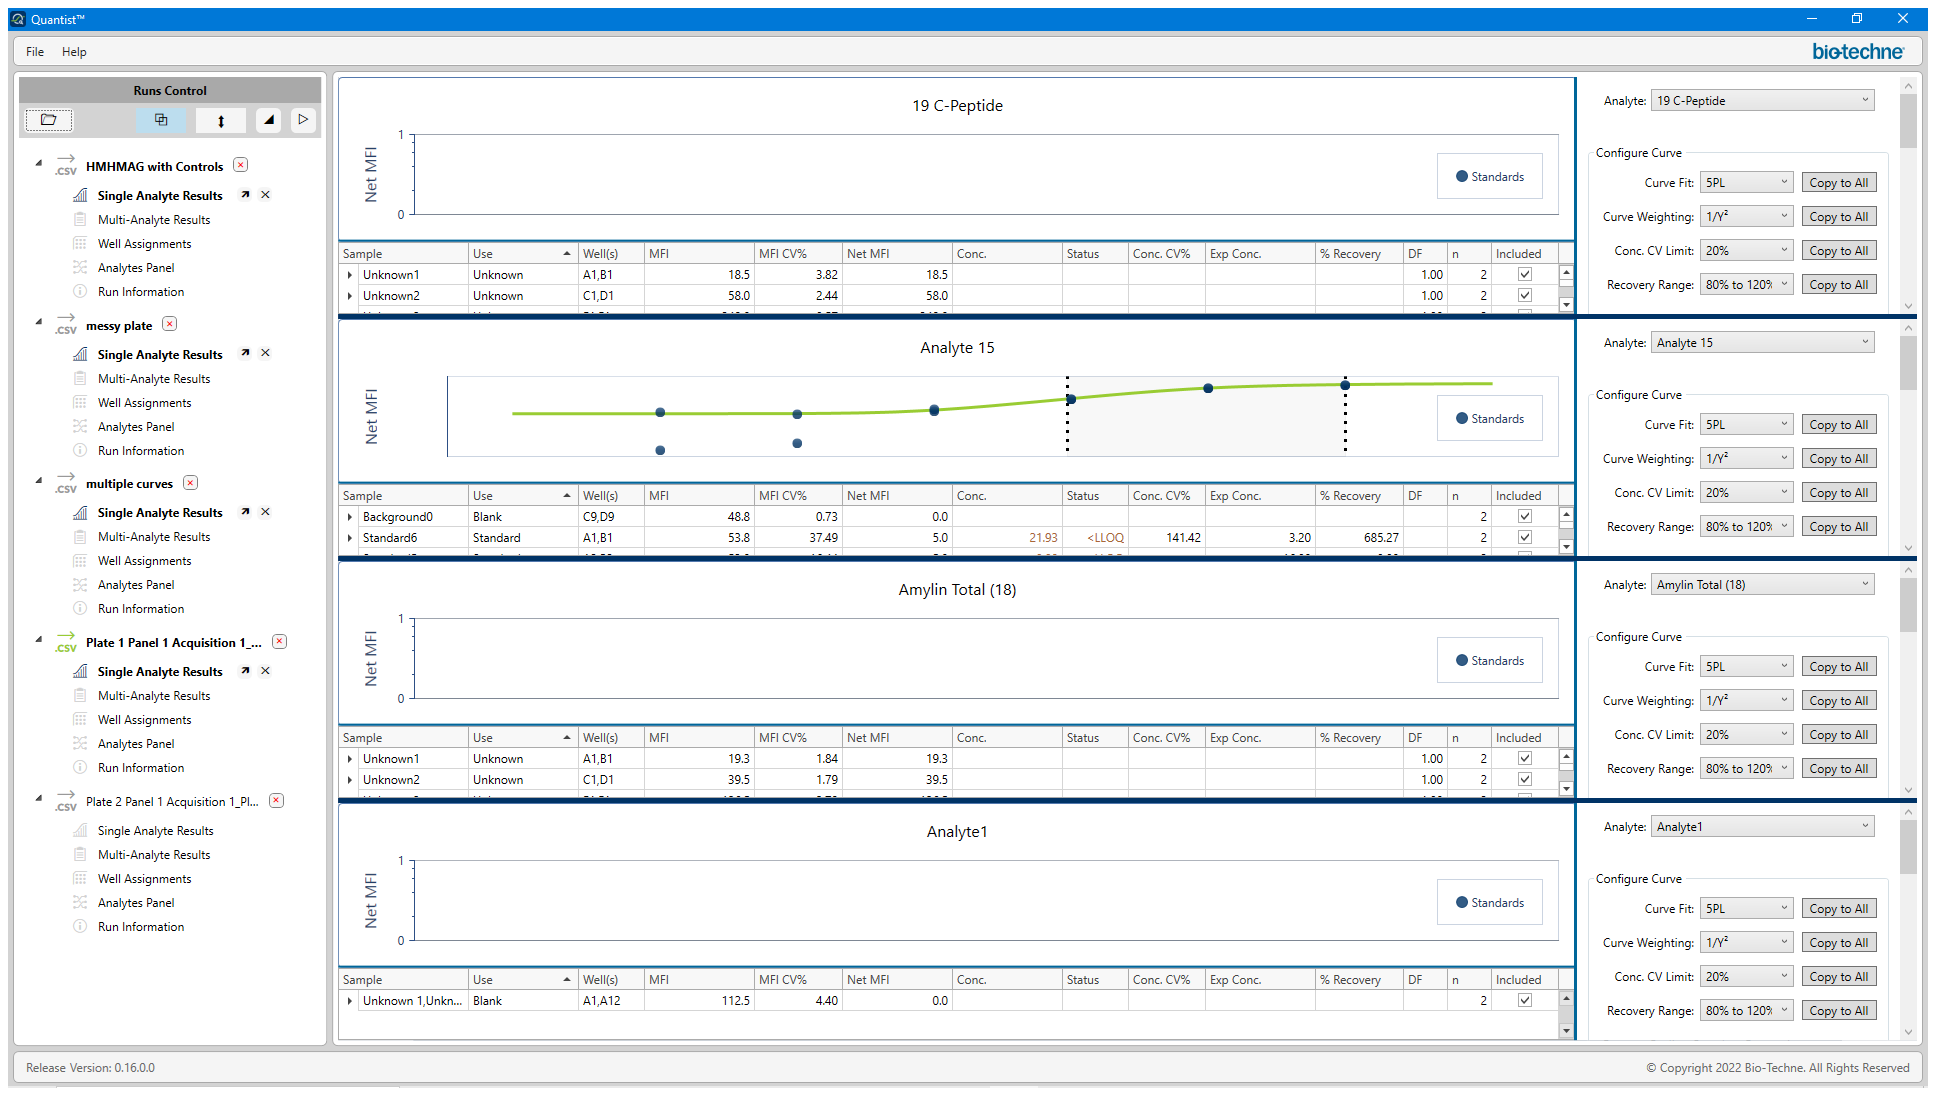 Quantist™
File Help
bio-techne
Runs Control
.CSV HMHMAG with Controls
Single Analyte Results
Multi-Analyte Results
Well Assignments
Analytes Panel
Run Information
.CSV messy plate
Single Analyte Results
Multi-Analyte Results
Well Assignments
Analytes Panel
Run Information
.CSV multiple curves
Single Analyte Results
Multi-Analyte Results
Well Assignments
Analytes Panel
Run Information
.CSV Plate 1 Panel 1 Acquisition 1_...
Single Analyte Results
Multi-Analyte Results
Well Assignments
Analytes Panel
Run Information
.CSV Plate 2 Panel 1 Acquisition 1_Pl...
Single Analyte Results
Multi-Analyte Results
Well Assignments
Analytes Panel
Run Information
19 C-Peptide
Net MFI
1
0
Standards
Sample Use Well(s) MFI MFI CV% Net MFI Conc. Status Conc. CV% Exp Conc. % Recovery DF n Included
Unknown1 Unknown A1,B1 18.5 3.82 18.5 1.00 2
Unknown2 Unknown C1,D1 58.0 2.44 58.0 1.00 2
Analyte: 19 C-Peptide
Configure Curve
Curve Fit: 5PL Copy to All
Curve Weighting: 1/Y² Copy to All
Conc. CV Limit: 20% Copy to All
Recovery Range: 80% to 120% Copy to All
Analyte 15
Net MFI
Standards
Sample Use Well(s) MFI MFI CV% Net MFI Conc. Status Conc. CV% Exp Conc. % Recovery DF n Included
Background0 Blank C9,D9 48.8 0.73 0.0 2
Standard6 Standard A1,B1 53.8 37.49 5.0 21.93 <LLOQ 141.42 3.20 685.27 2
Analyte: Analyte 15
Configure Curve
Curve Fit: 5PL Copy to All
Curve Weighting: 1/Y² Copy to All
Conc. CV Limit: 20% Copy to All
Recovery Range: 80% to 120% Copy to All
Amylin Total (18)
Net MFI
1
0
Standards
Sample Use Well(s) MFI MFI CV% Net MFI Conc. Status Conc. CV% Exp Conc. % Recovery DF n Included
Unknown1 Unknown A1,B1 19.3 1.84 19.3 1.00 2
Unknown2 Unknown C1,D1 39.5 1.79 39.5 1.00 2
Analyte: Amylin Total (18)
Configure Curve
Curve Fit: 5PL Copy to All
Curve Weighting: 1/Y² Copy to All
Conc. CV Limit: 20% Copy to All
Recovery Range: 80% to 120% Copy to All
Analyte1
Net MFI
1
0
Standards
Sample Use Well(s) MFI MFI CV% Net MFI Conc. Status Conc. CV% Exp Conc. % Recovery DF n Included
Unknown 1,Unkn... Blank A1,A12 112.5 4.40 0.0 2
Analyte: Analyte1
Configure Curve
Curve Fit: 5PL Copy to All
Curve Weighting: 1/Y² Copy to All
Conc. CV Limit: 20% Copy to All
Recovery Range: 80% to 120% Copy to All
Release Version: 0.16.0.0
© Copyright 2022 Bio-Techne. All Rights Reserved